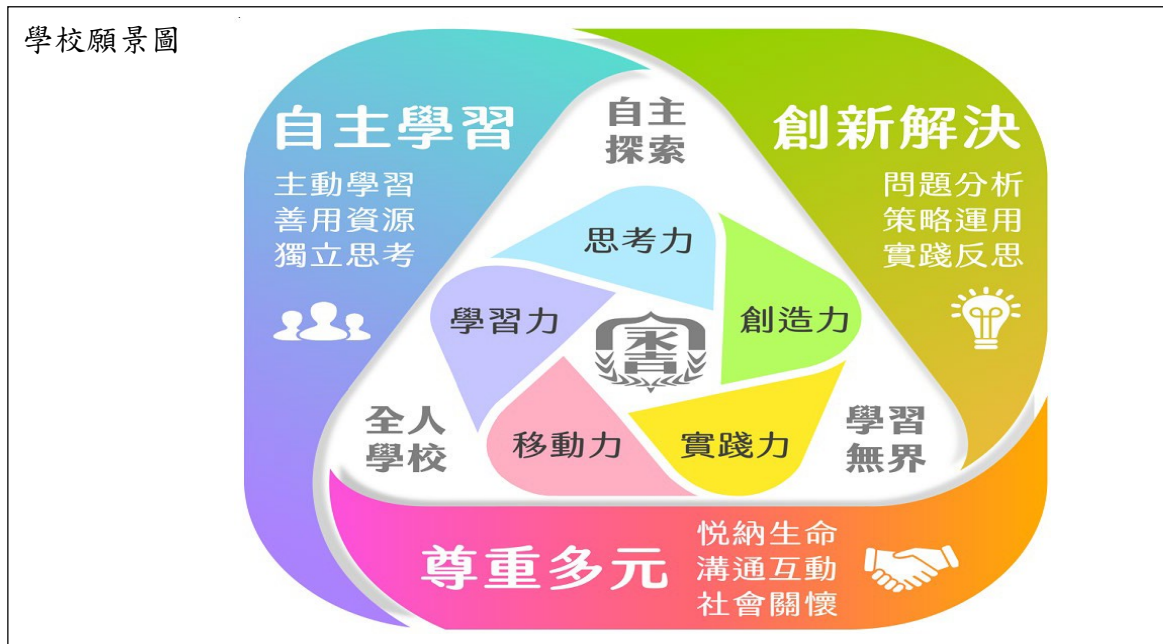 學校願景圖
自主學習
主動學習
善用資源
獨立思考
創新解決
問題分析
策略運用
實踐反思
自主
探索
思考力
學習力
創造力
永吉
移動力
實踐力
全人
學校
學習
無界
尊重多元
悅納生命
溝通互動
社會關懷